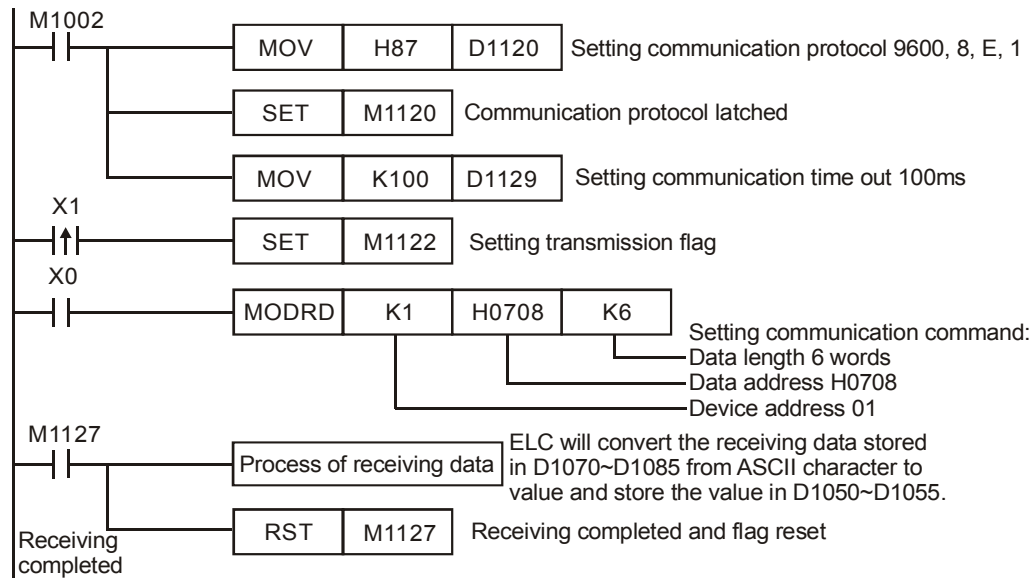 M1002
MOV H87 D1120 Setting communication protocol 9600, 8, E, 1
SET M1120 Communication protocol latched
MOV K100 D1129 Setting communication time out 100ms
X1
SET M1122 Setting transmission flag
X0
MODRD K1 H0708 K6
Setting communication command:
Data length 6 words
Data address H0708
Device address 01
M1127
Process of receiving data
ELC will convert the receiving data stored
in D1070~D1085 from ASCII character to
value and store the value in D1050~D1055.
RST M1127 Receiving completed and flag reset
Receiving
completed